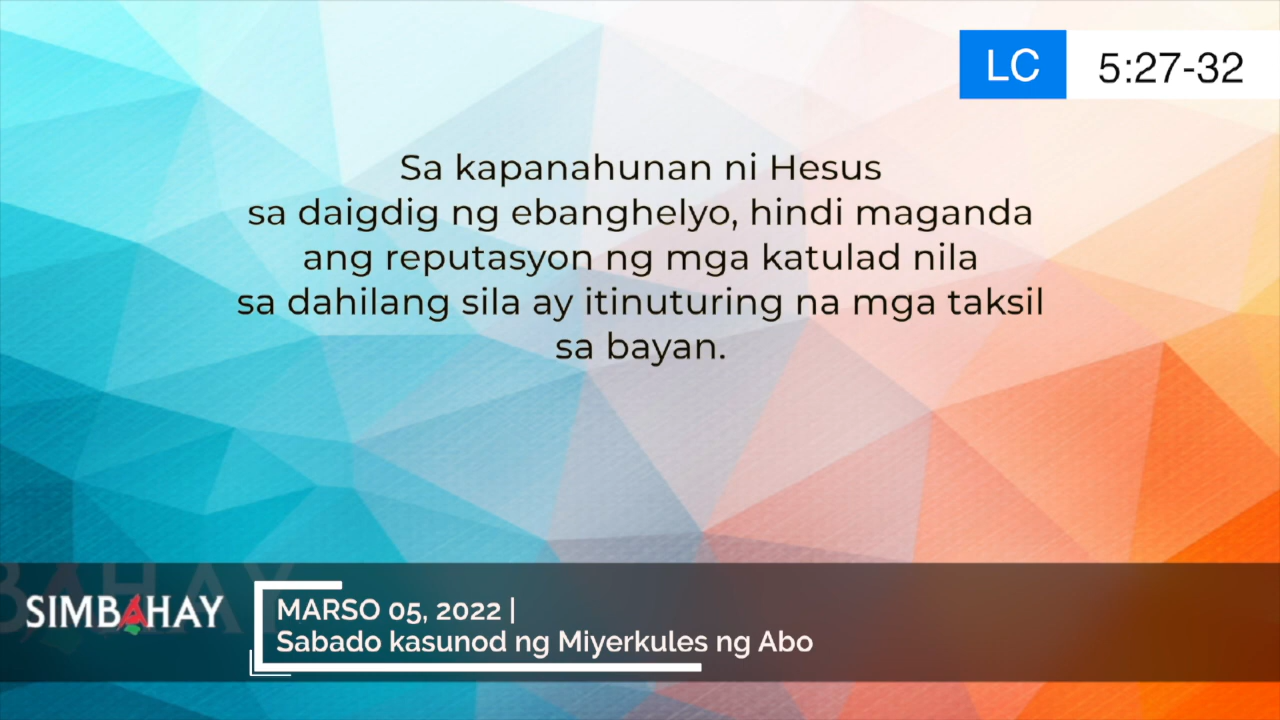 LC 5:27-32
Sa kapanahunan ni Hesus
sa daigdig ng ebanghelyo, hindi maganda
ang reputasyon ng mga katulad nila
sa dahilang sila ay itinuturing na mga taksil
sa bayan.
SIMBAHAY
MARSO 05, 2022 |
Sabado kasunod ng Miyerkules ng Abo